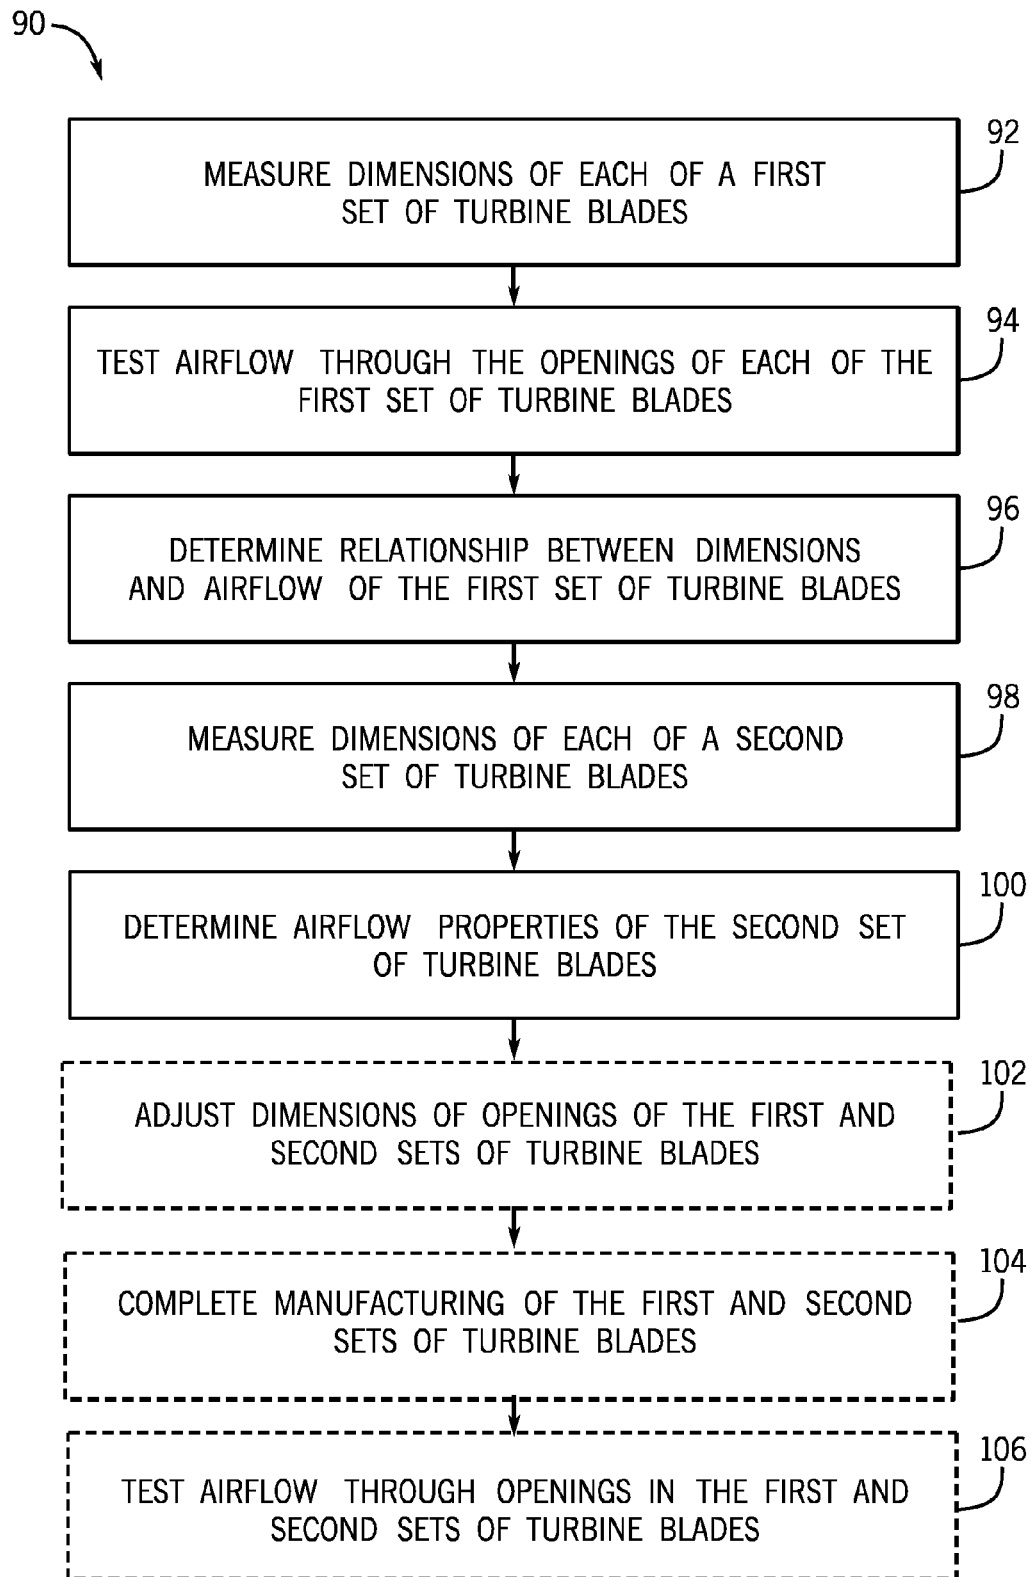 90
92
MEASURE DIMENSIONS OF EACH OF A FIRST
SET OF TURBINE BLADES
94
TEST AIRFLOW THROUGH THE OPENINGS OF EACH OF THE
FIRST SET OF TURBINE BLADES
96
DETERMINE RELATIONSHIP BETWEEN DIMENSIONS
AND AIRFLOW OF THE FIRST SET OF TURBINE BLADES
98
MEASURE DIMENSIONS OF EACH OF A SECOND
SET OF TURBINE BLADES
100
DETERMINE AIRFLOW PROPERTIES OF THE SECOND SET
OF TURBINE BLADES
102
ADJUST DIMENSIONS OF OPENINGS OF THE FIRST AND
SECOND SETS OF TURBINE BLADES
104
COMPLETE MANUFACTURING OF THE FIRST AND SECOND
SETS OF TURBINE BLADES
106
TEST AIRFLOW THROUGH OPENINGS IN THE FIRST AND
SECOND SETS OF TURBINE BLADES